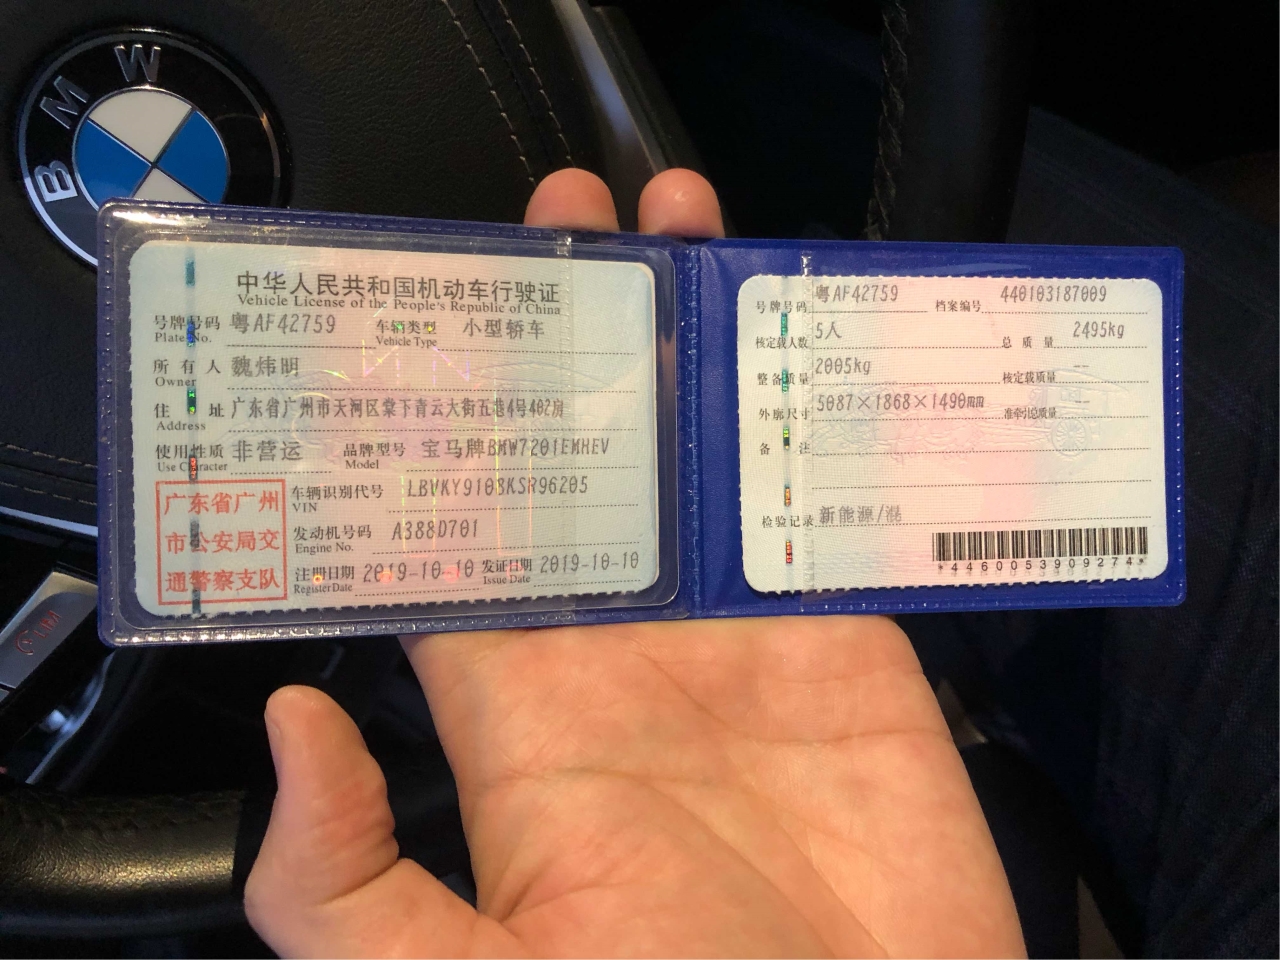 BMW
中华人民共和国机动车行驶证
Vehicle License of the People's Republic of China
号牌号码 粤AF42759 车辆类型 小型轿车
Plate No. Vehicle Type
所有人 魏炜明
Owner
住址 广东省广州市天河区棠下青云大街五巷4号402房
Address
使用性质 非营运 品牌型号 宝马牌BMW7201EMHEV
Use Character Model
广东省广州
市公安局交
通警察支队
车辆识别代号 LBVKY9108KSR96205
VIN
发动机号码 A388D701
Engine No.
注册日期 2019-10-10 发证日期 2019-10-10
Register Date Issue Date
号牌号码 粤AF42759 档案编号 440103187009
核定载人数 5人 总质量 2495kg
整备质量 2005kg 核定载质量 --
外廓尺寸 5087×1868×1490mm 准牵引总质量 --
备注
检验记录 新能源/混
*4460053909274*